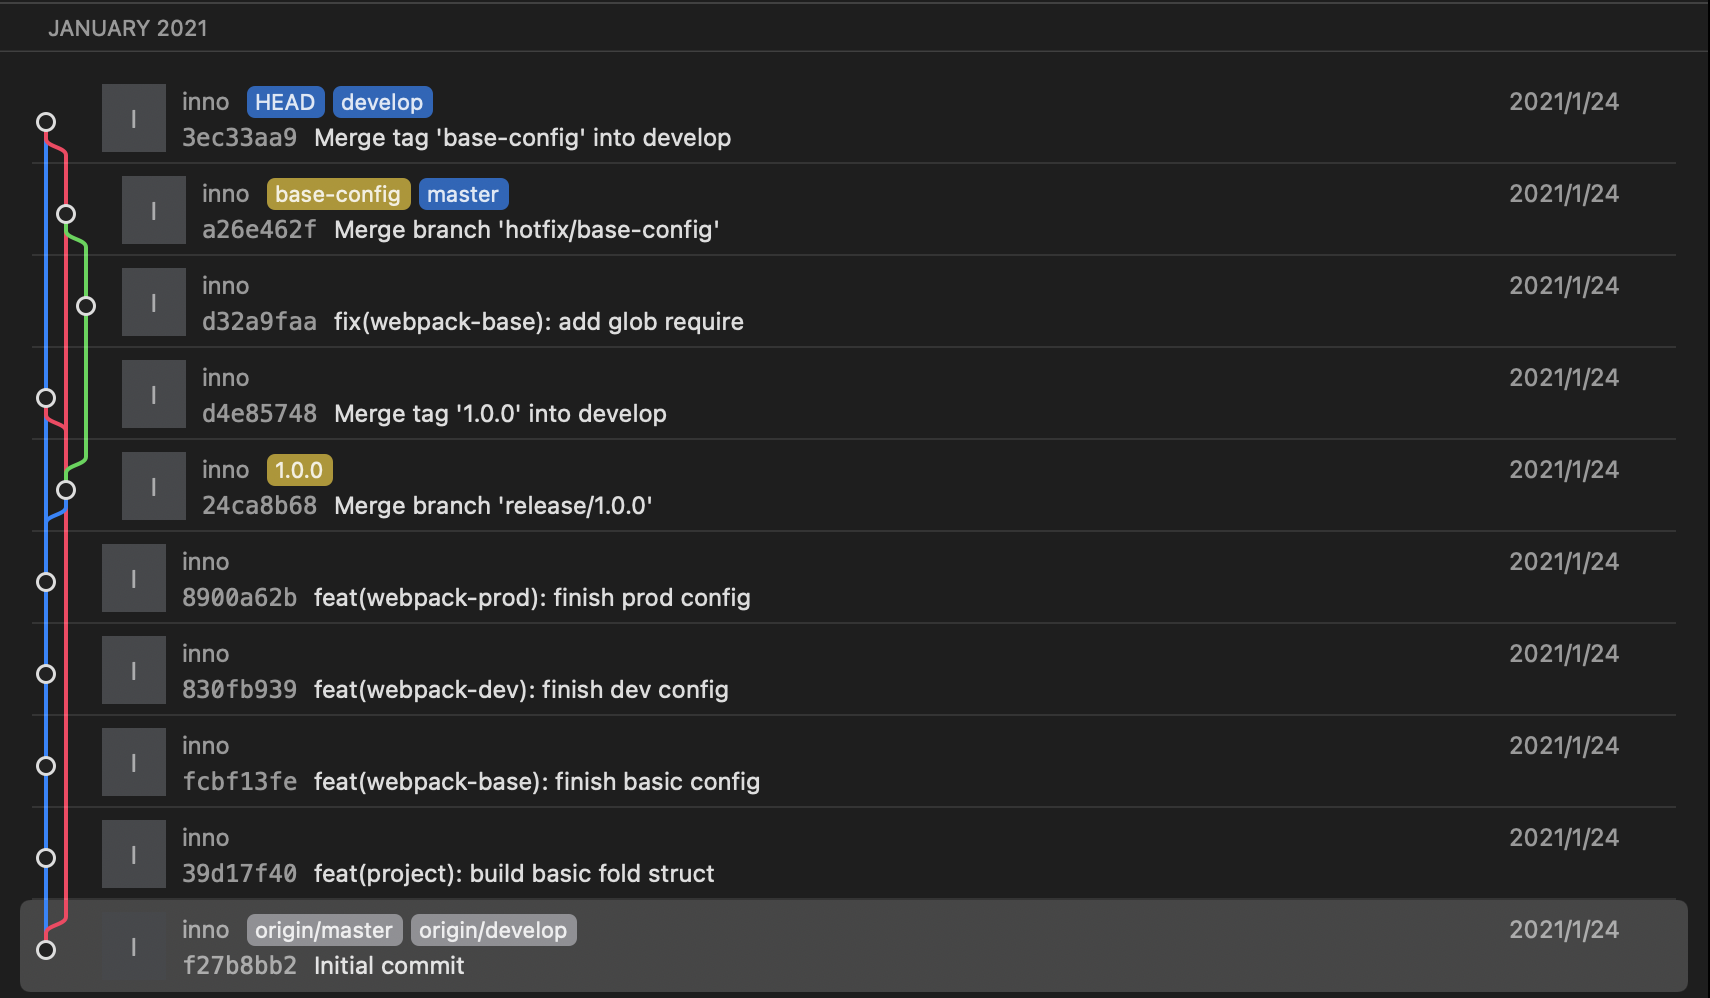 JANUARY 2021
I
inno HEAD develop 2021/1/24
3ec33aa9 Merge tag 'base-config' into develop
I
inno base-config master 2021/1/24
a26e462f Merge branch 'hotfix/base-config'
I
inno 2021/1/24
d32a9faa fix(webpack-base): add glob require
I
inno 2021/1/24
d4e85748 Merge tag '1.0.0' into develop
I
inno 1.0.0 2021/1/24
24ca8b68 Merge branch 'release/1.0.0'
I
inno 2021/1/24
8900a62b feat(webpack-prod): finish prod config
I
inno 2021/1/24
830fb939 feat(webpack-dev): finish dev config
I
inno 2021/1/24
fcbf13fe feat(webpack-base): finish basic config
I
inno 2021/1/24
39d17f40 feat(project): build basic fold struct
I
inno origin/master origin/develop 2021/1/24
f27b8bb2 Initial commit